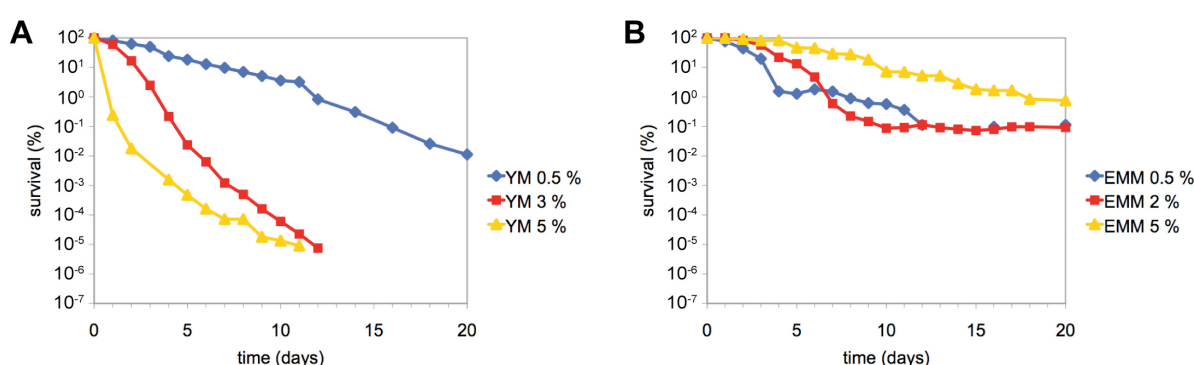 A
survival (%)
10²
10¹
10⁰
10⁻¹
10⁻²
10⁻³
10⁻⁴
10⁻⁵
10⁻⁶
10⁻⁷
0
5
10
15
20
time (days)
YM 0.5 %
YM 3 %
YM 5 %
B
survival (%)
10²
10¹
10⁰
10⁻¹
10⁻²
10⁻³
10⁻⁴
10⁻⁵
10⁻⁶
10⁻⁷
0
5
10
15
20
time (days)
EMM 0.5 %
EMM 2 %
EMM 5 %